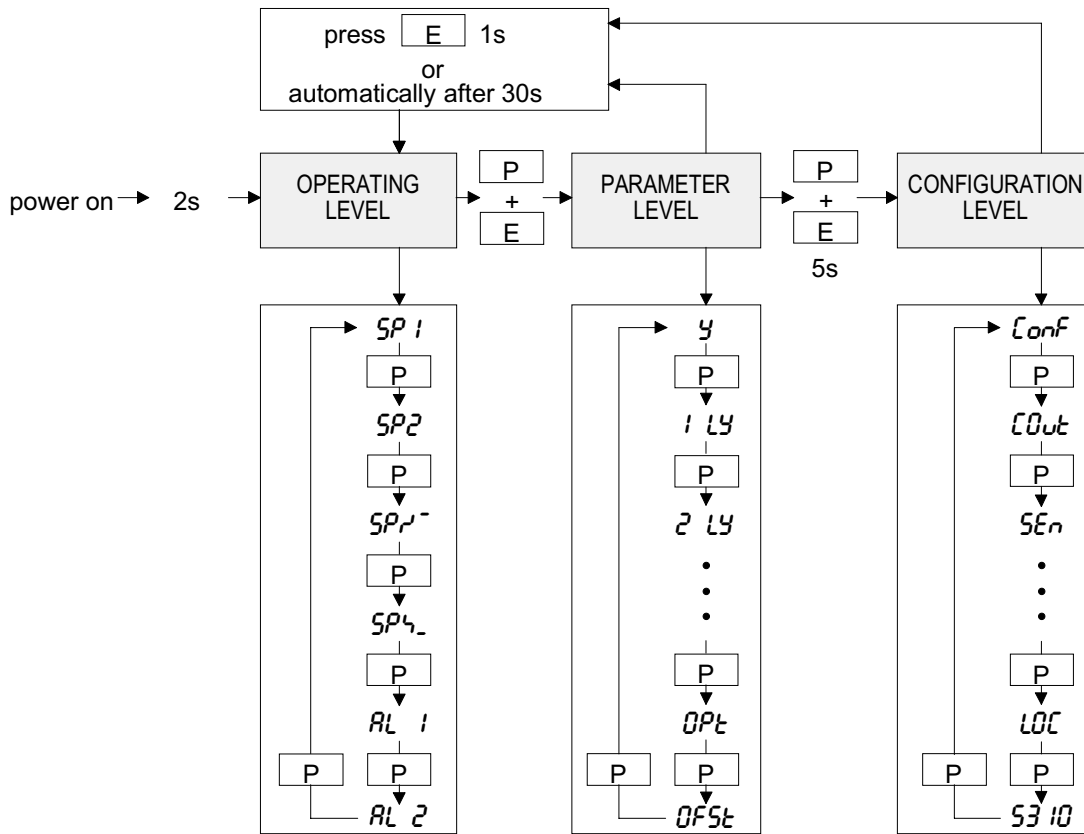 press E 1s
or
automatically after 30s
power on 2s
OPERATING
LEVEL
P
+
E
PARAMETER
LEVEL
P
+
E
5s
CONFIGURATION
LEVEL
SP1
P
SP2
P
P
P
AL 1
P P
AL 2
y
P
1 LY
P
2 LY
P
OPt
P P
OFSt
ConF
P
COut
P
SEn
P
LOC
P P
S310